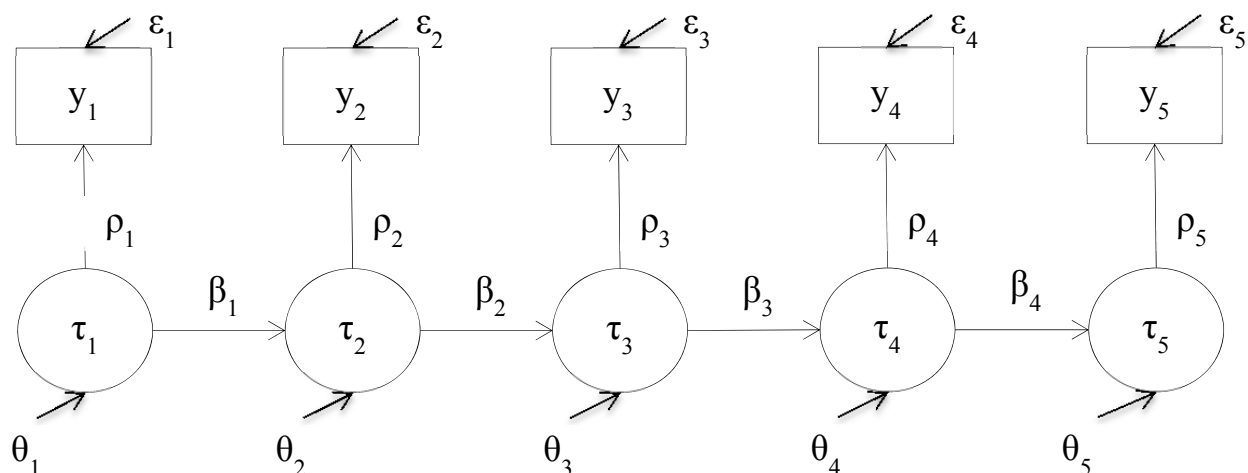 ε1 ε2 ε3 ε4 ε5
y1 y2 y3 y4 y5
ρ1 ρ2 ρ3 ρ4 ρ5
β1 β2 β3 β4
τ1 τ2 τ3 τ4 τ5
θ1 θ2 θ3 θ4 θ5